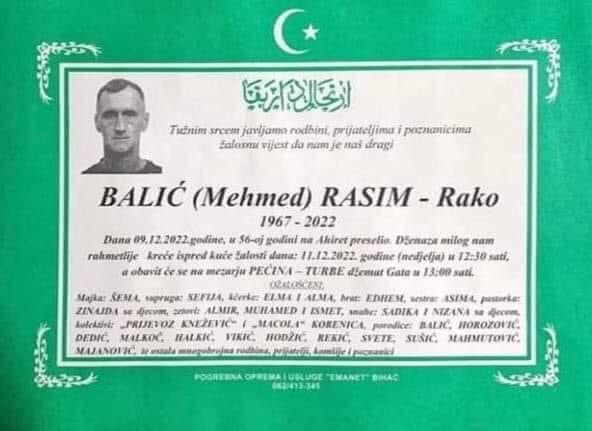 Tužnim srcem javljamo rodbini, prijateljima i poznanicima
žalosnu vijest da nam je naš dragi
BALIĆ (Mehmed) RASIM - Rako
1967 - 2022
Dana 09.12.2022.godine, u 56-oj godini na Ahiret preselio. Dženaza milog nam
rahmetlije kreće ispred kuće žalosti dana: 11.12.2022. godine (nedjelja) u 12:30 sati,
a obavit će se na mezarju PEĆINA – TURBE džemat Gata u 13:00 sati.
OŽALOŠĆENI:
Majka: ŠEMA, supruga: SEFIJA, kćerke: ELMA I ALMA, brat: EDHEM, sestra: ASIMA, pastorka:
ZINAJDA sa djecom, zetovi: ALMIR, MUHAMED I ISMET, snahe: SADIKA I NIZANA sa djecom,
kolektivi: „PRIJEVOZ KNEŽEVIĆ“ i „MACOLA“ KORENICA, porodice: BALIĆ, HOROZOVIĆ,
DEDIĆ, MALKOČ, HALKIĆ, VIKIĆ, HODŽIĆ, REKIĆ, SVETE, SUŠIĆ, MAHMUTOVIĆ,
MAJANOVIĆ, te ostala mnogobrojna rodbina, prijatelji, komšije i poznanici
POGREBNA OPREMA I USLUGE "EMANET" BIHAĆ
062/413-345